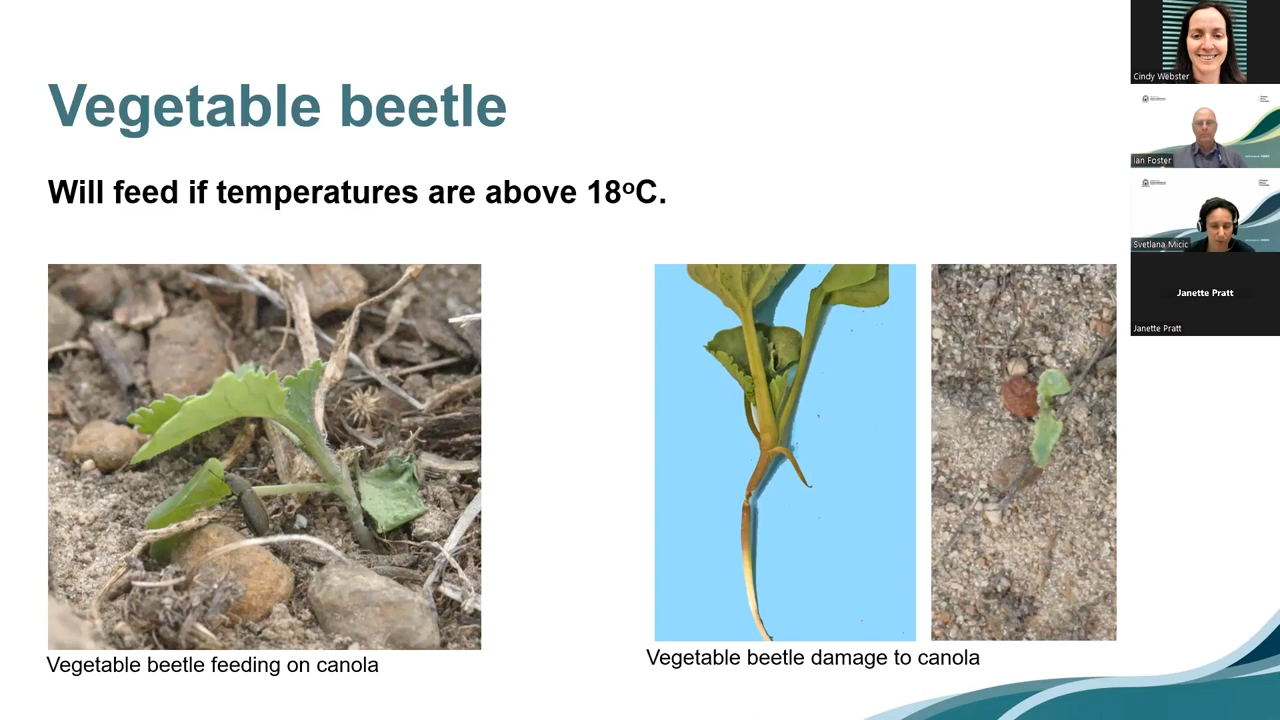 Vegetable beetle
Will feed if temperatures are above 18ºC.
Vegetable beetle feeding on canola
Vegetable beetle damage to canola
Cindy Webster
Ian Foster
Svetlana Micic
Janette Pratt
Janette Pratt